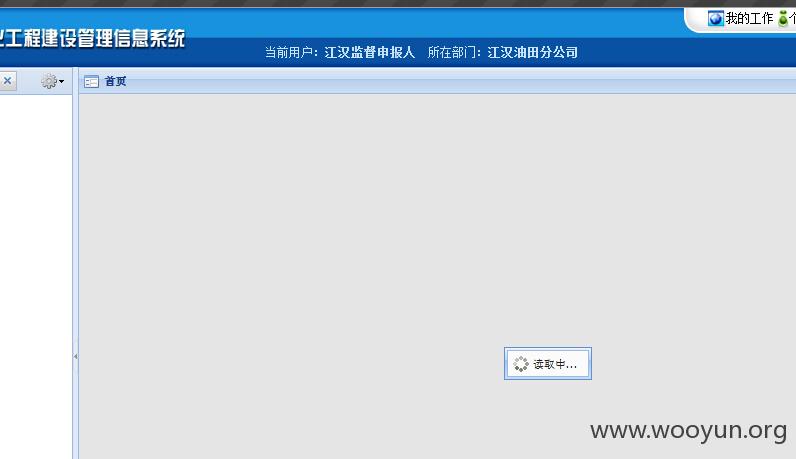 我的工作
工程建设管理信息系统
当前用户：江汉监督申报人 所在部门：江汉油田分公司
首页
读取中...
www.wooyun.org